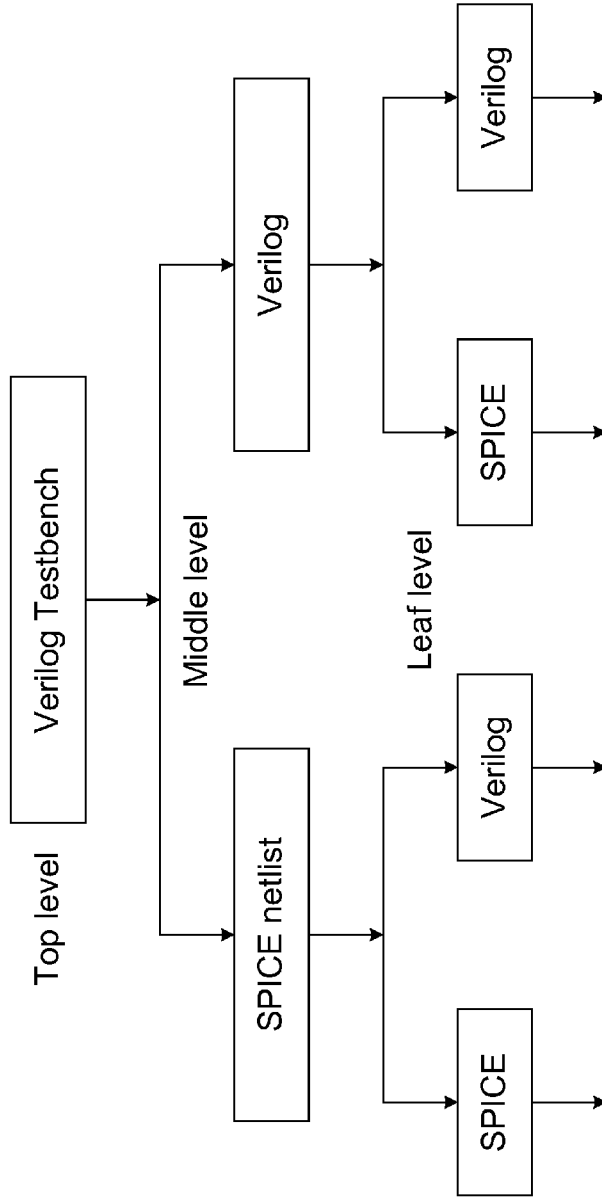 Top level
Verilog Testbench
Middle level
SPICE netlist
Verilog
Leaf level
SPICE
Verilog
SPICE
Verilog